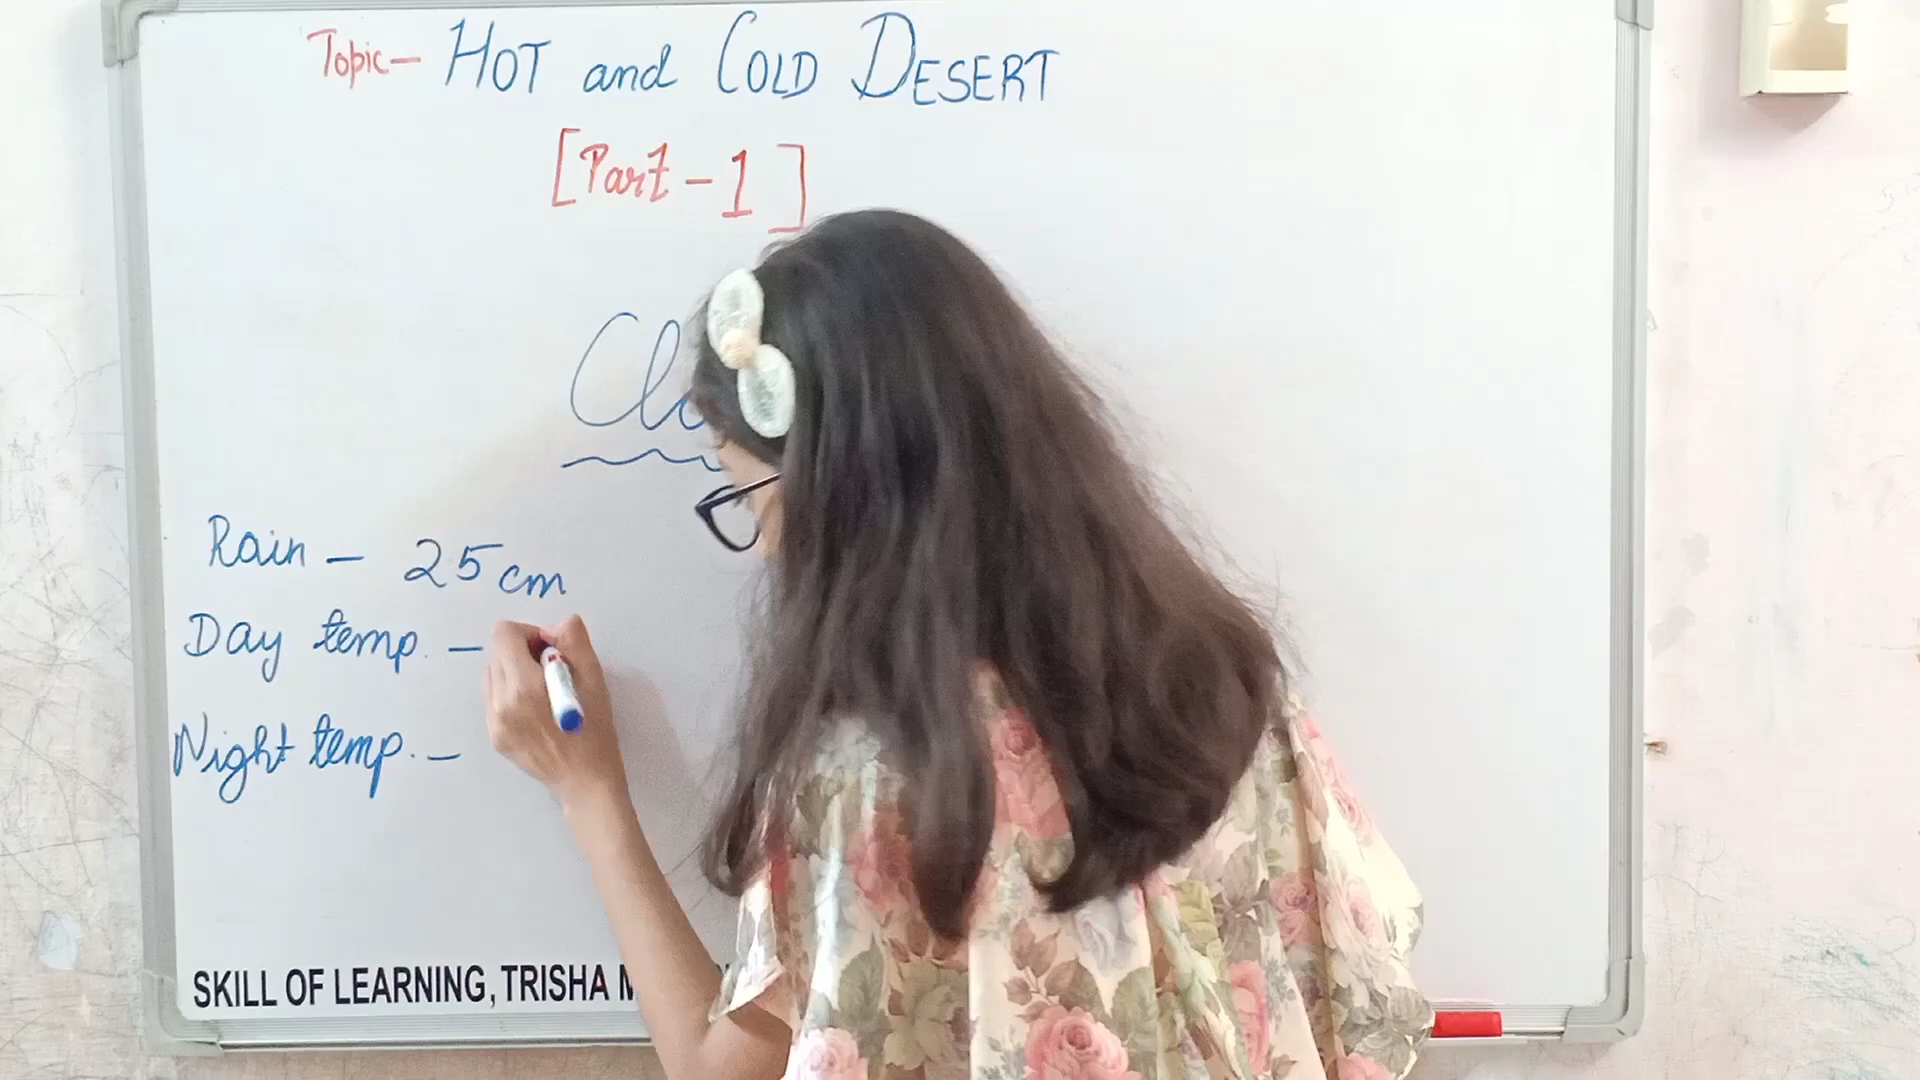 Topic- HOT and COLD DESERT
[Part-1]
Rain - 25 cm
Day temp. -
Night temp. -
SKILL OF LEARNING, TRISHA